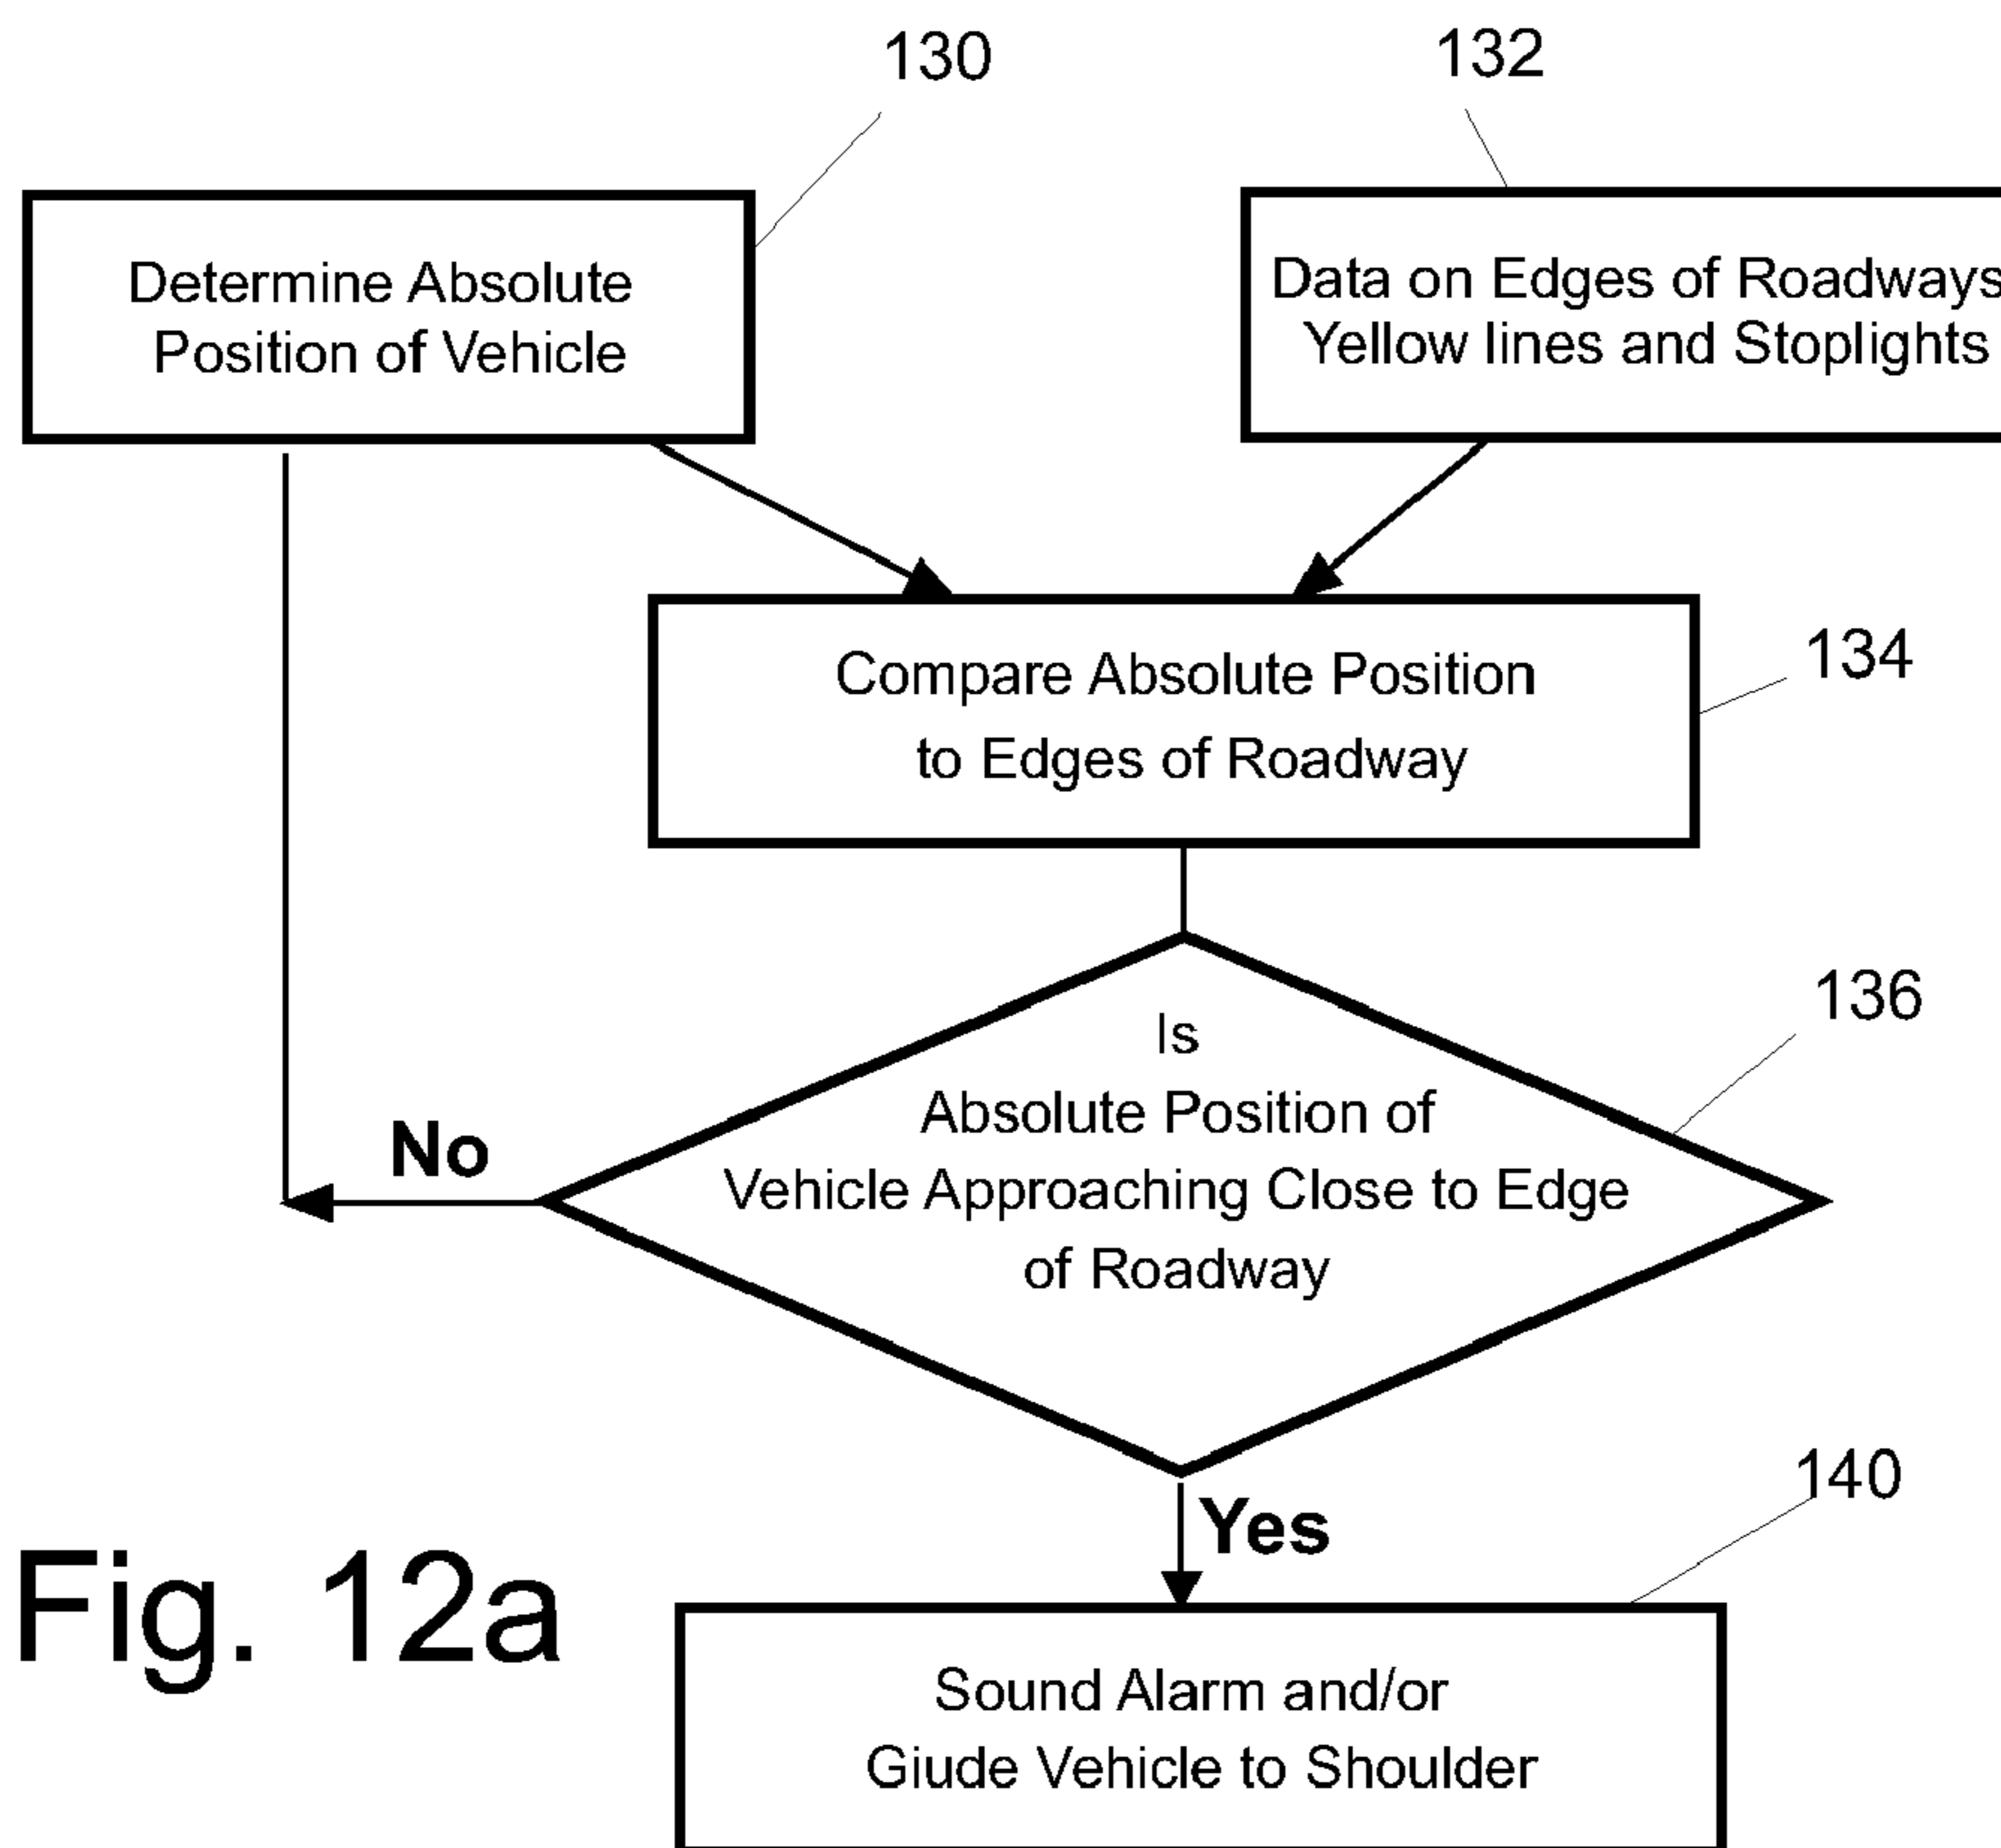 130
132
Determine Absolute
Position of Vehicle
Data on Edges of Roadways
Yellow lines and Stoplights
Compare Absolute Position
to Edges of Roadway
134
136
Is
Absolute Position of
Vehicle Approaching Close to Edge
of Roadway
No
Yes
140
Fig. 12a
Sound Alarm and/or
Giude Vehicle to Shoulder